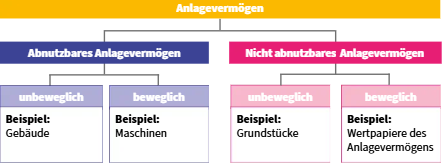 Anlagevermögen
Abnutzbares Anlagevermögen
Nicht abnutzbares Anlagevermögen
unbeweglich
beweglich
unbeweglich
beweglich
Beispiel:
Gebäude
Beispiel:
Maschinen
Beispiel:
Grundstücke
Beispiel:
Wertpapiere des
Anlagevermögens